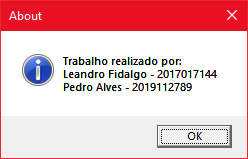 About
Trabalho realizado por:
Leandro Fidalgo - 2017017144
Pedro Alves - 2019112789
OK